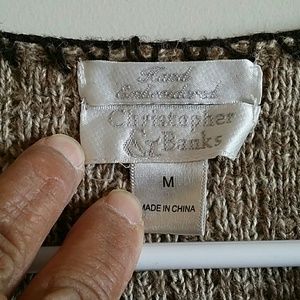 Hand
Embroidered
Christopher
& Banks
M
MADE IN CHINA